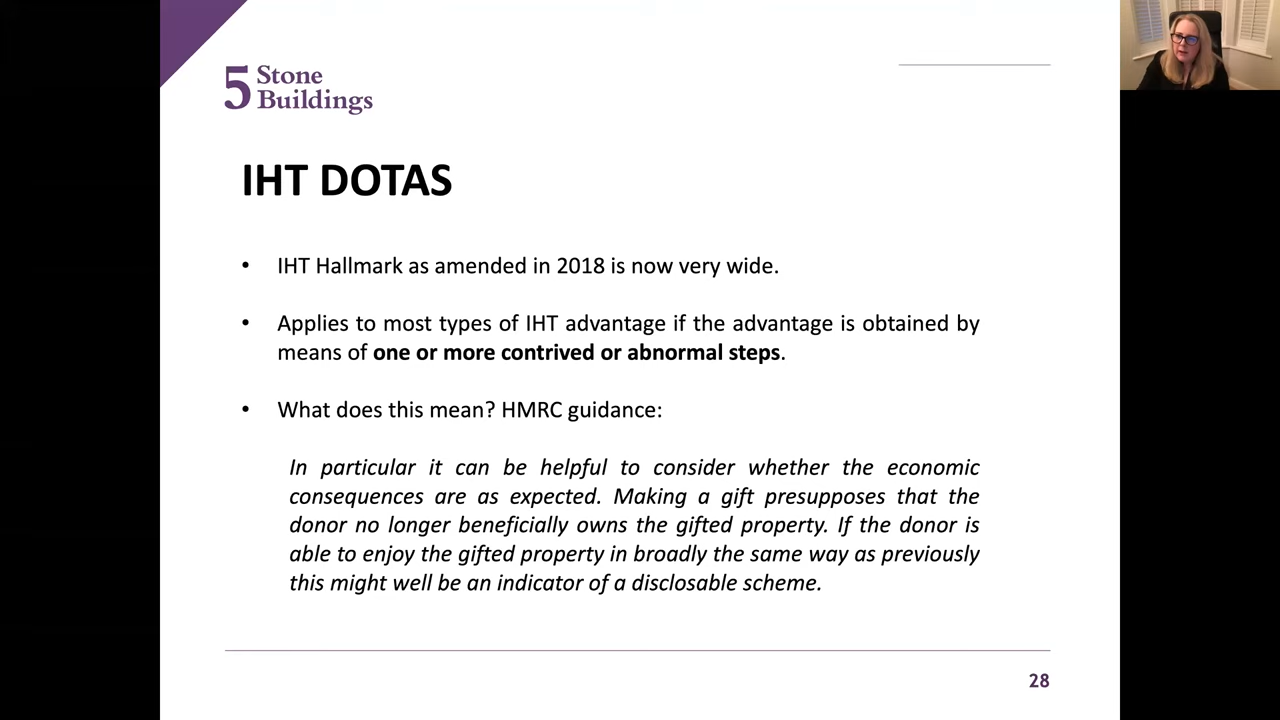 5 Stone
Buildings
IHT DOTAS
• IHT Hallmark as amended in 2018 is now very wide.
• Applies to most types of IHT advantage if the advantage is obtained by
means of one or more contrived or abnormal steps.
• What does this mean? HMRC guidance:
In particular it can be helpful to consider whether the economic
consequences are as expected. Making a gift presupposes that the
donor no longer beneficially owns the gifted property. If the donor is
able to enjoy the gifted property in broadly the same way as previously
this might well be an indicator of a disclosable scheme.
28